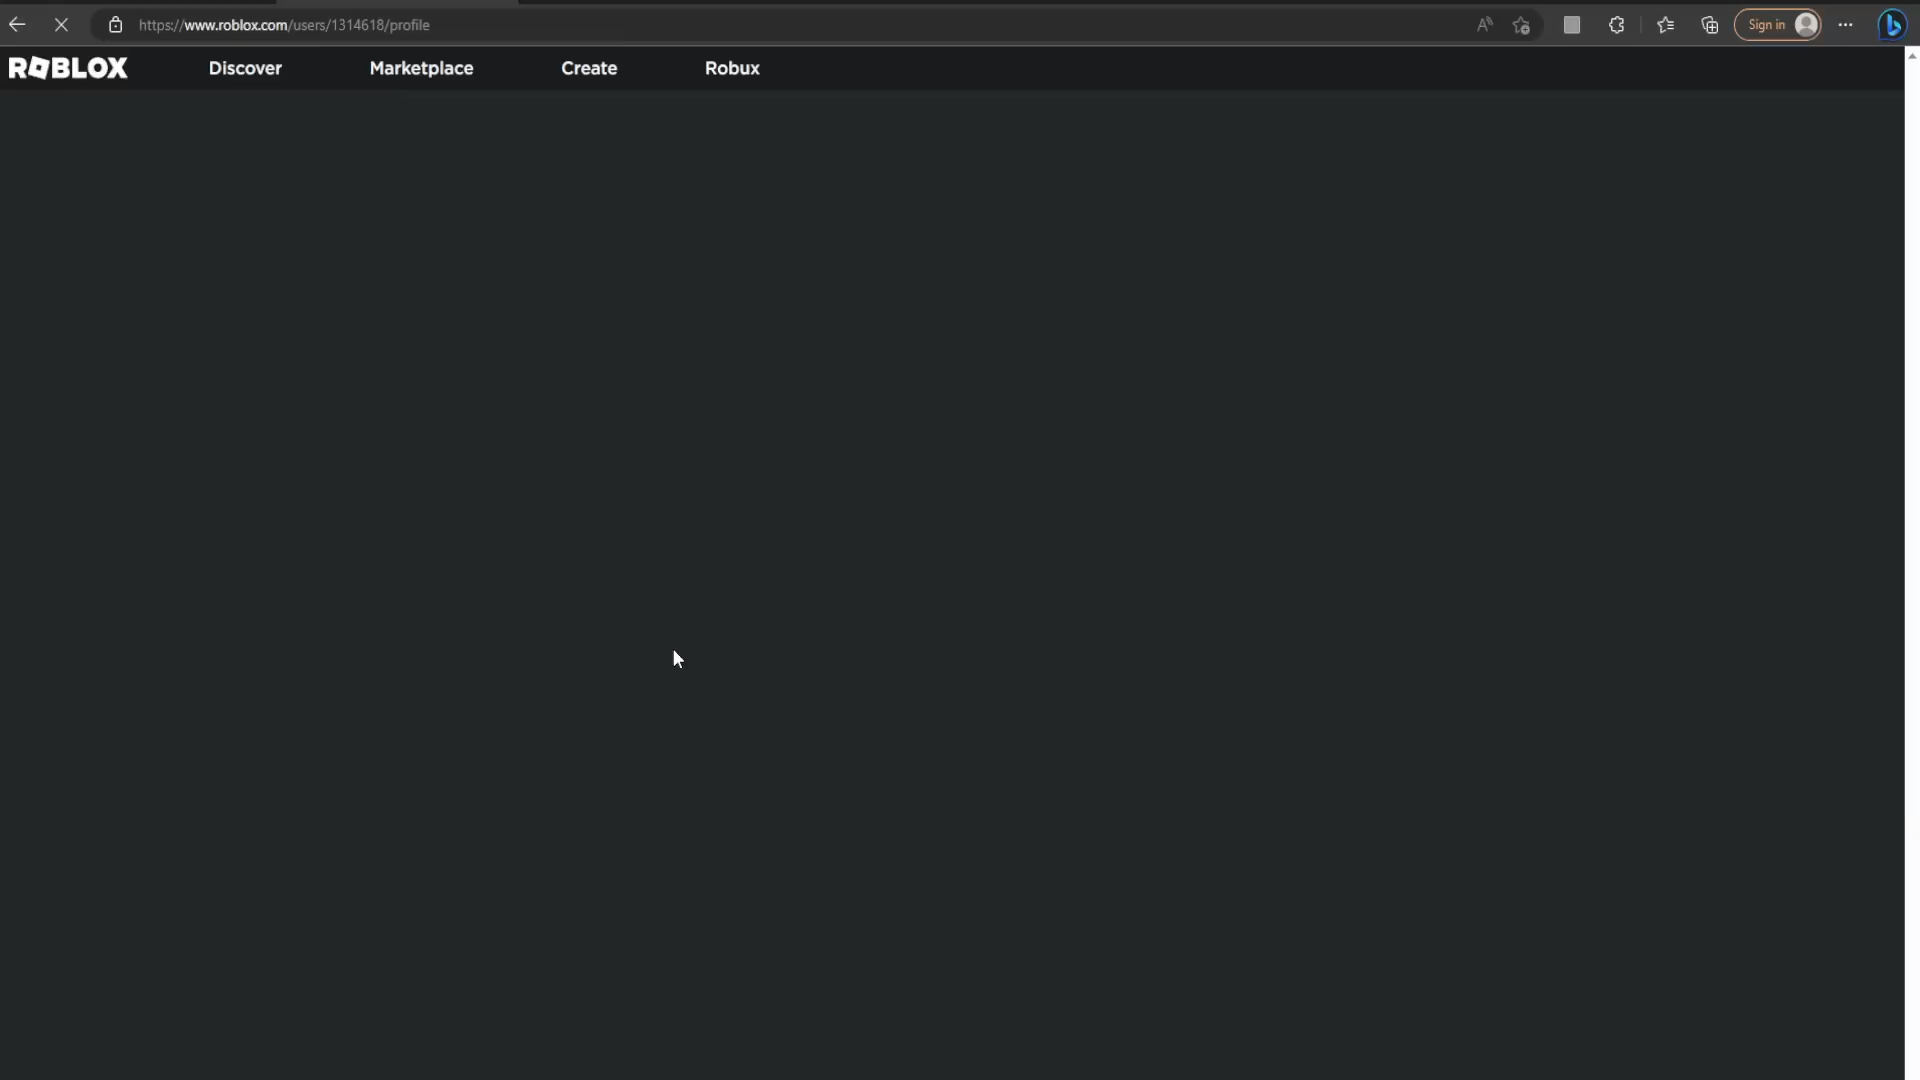 https://www.roblox.com/users/1314618/profile
Sign in
ROBLOX
Discover
Marketplace
Create
Robux